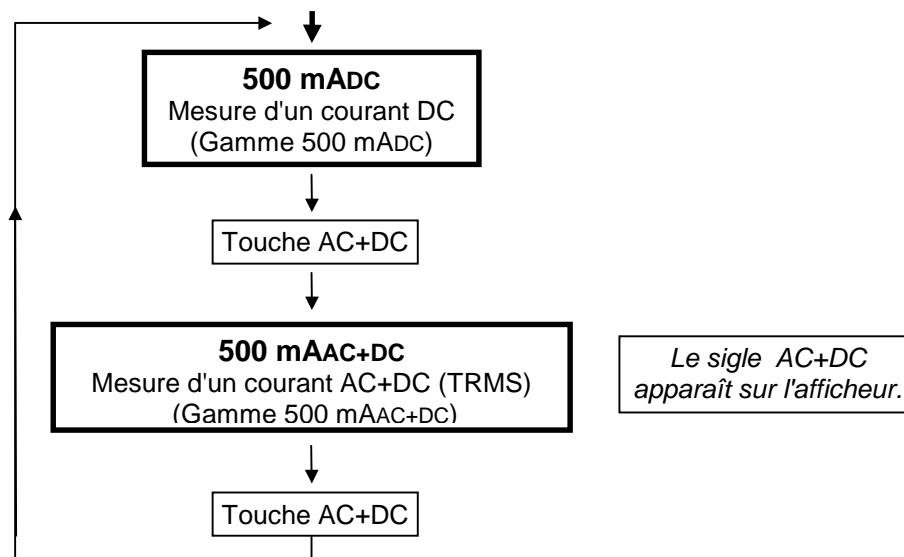 500 mADC
Mesure d'un courant DC
(Gamme 500 mADC)
Touche AC+DC
500 mAAC+DC
Mesure d'un courant AC+DC (TRMS)
(Gamme 500 mAAC+DC)
Le sigle AC+DC
apparaît sur l'afficheur.
Touche AC+DC